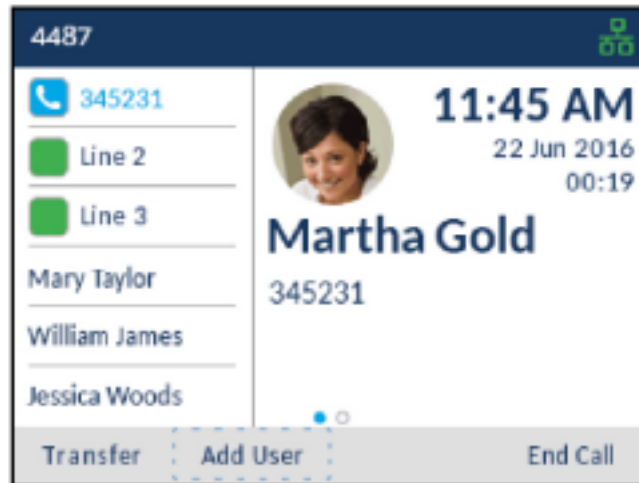 4487
345231
Line 2
Line 3
Mary Taylor
William James
Jessica Woods
11:45 AM
22 Jun 2016
00:19
Martha Gold
345231
Transfer Add User End Call